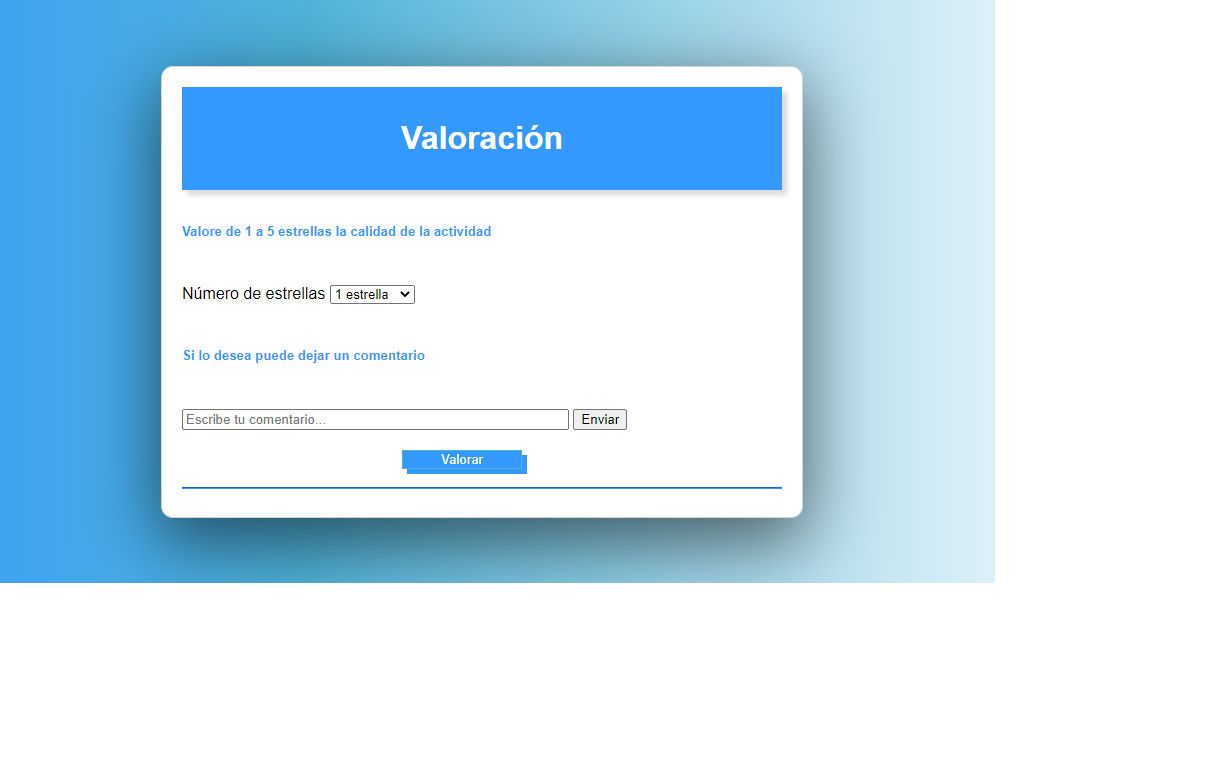 Valoración
Valore de 1 a 5 estrellas la calidad de la actividad
Número de estrellas 1 estrella
Si lo desea puede dejar un comentario
Escribe tu comentario... Enviar
Valorar